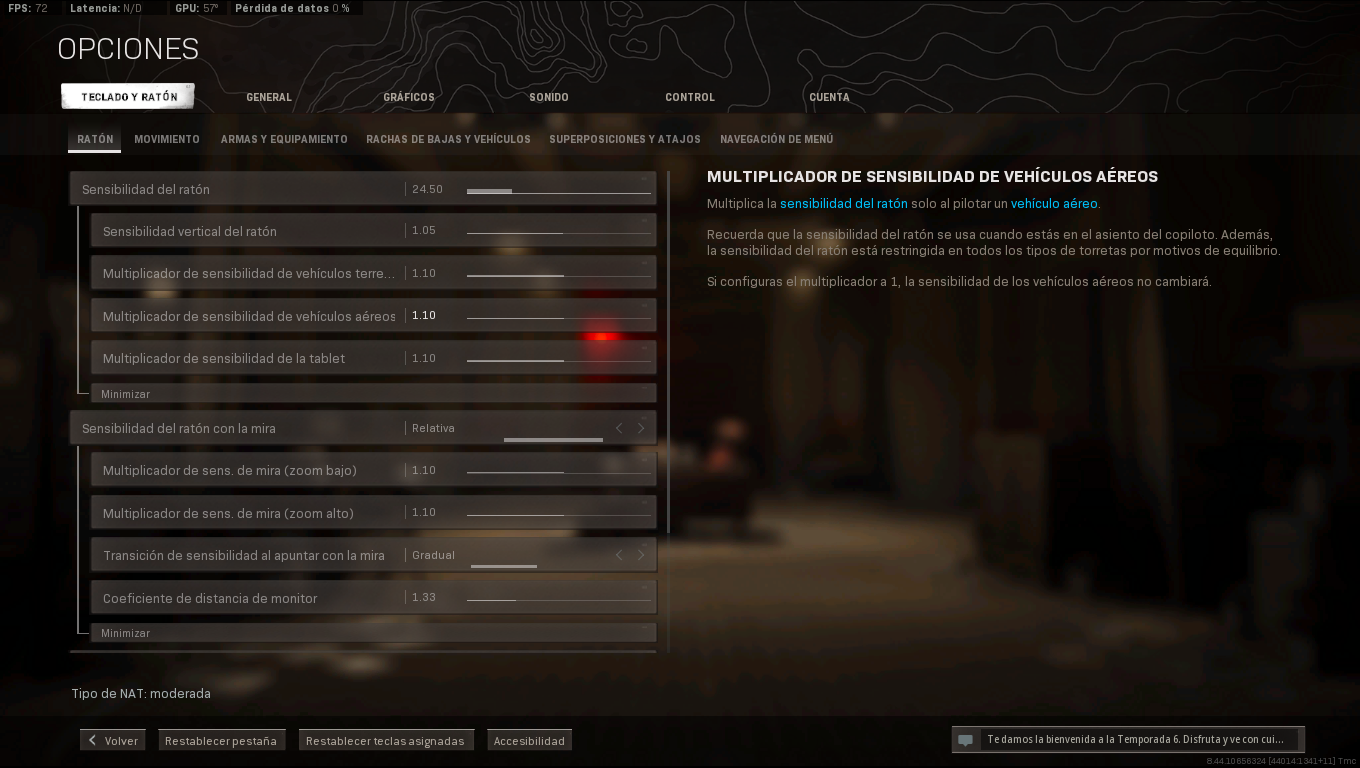 FPS: 72 Latencia: N/D GPU: 57° Pérdida de datos 0 %
OPCIONES
TECLADO Y RATÓN GENERAL GRÁFICOS SONIDO CONTROL CUENTA
RATÓN MOVIMIENTO ARMAS Y EQUIPAMIENTO RACHAS DE BAJAS Y VEHÍCULOS SUPERPOSICIONES Y ATAJOS NAVEGACIÓN DE MENÚ
Sensibilidad del ratón 24.50
Sensibilidad vertical del ratón 1.05
Multiplicador de sensibilidad de vehículos terre... 1.10
Multiplicador de sensibilidad de vehículos aéreos 1.10
Multiplicador de sensibilidad de la tablet 1.10
Minimizar
Sensibilidad del ratón con la mira Relativa
Multiplicador de sens. de mira (zoom bajo) 1.10
Multiplicador de sens. de mira (zoom alto) 1.10
Transición de sensibilidad al apuntar con la mira Gradual
Coeficiente de distancia de monitor 1.33
Minimizar
MULTIPLICADOR DE SENSIBILIDAD DE VEHÍCULOS AÉREOS
Multiplica la sensibilidad del ratón solo al pilotar un vehículo aéreo.
Recuerda que la sensibilidad del ratón se usa cuando estás en el asiento del copiloto. Además,
la sensibilidad del ratón está restringida en todos los tipos de torretas por motivos de equilibrio.
Si configuras el multiplicador a 1, la sensibilidad de los vehículos aéreos no cambiará.
Tipo de NAT: moderada
Volver Restablecer pestaña Restablecer teclas asignadas Accesibilidad
Te damos la bienvenida a la Temporada 6. Disfruta y ve con cui...
8.44.10656324 [44014:1341+11] Tmc